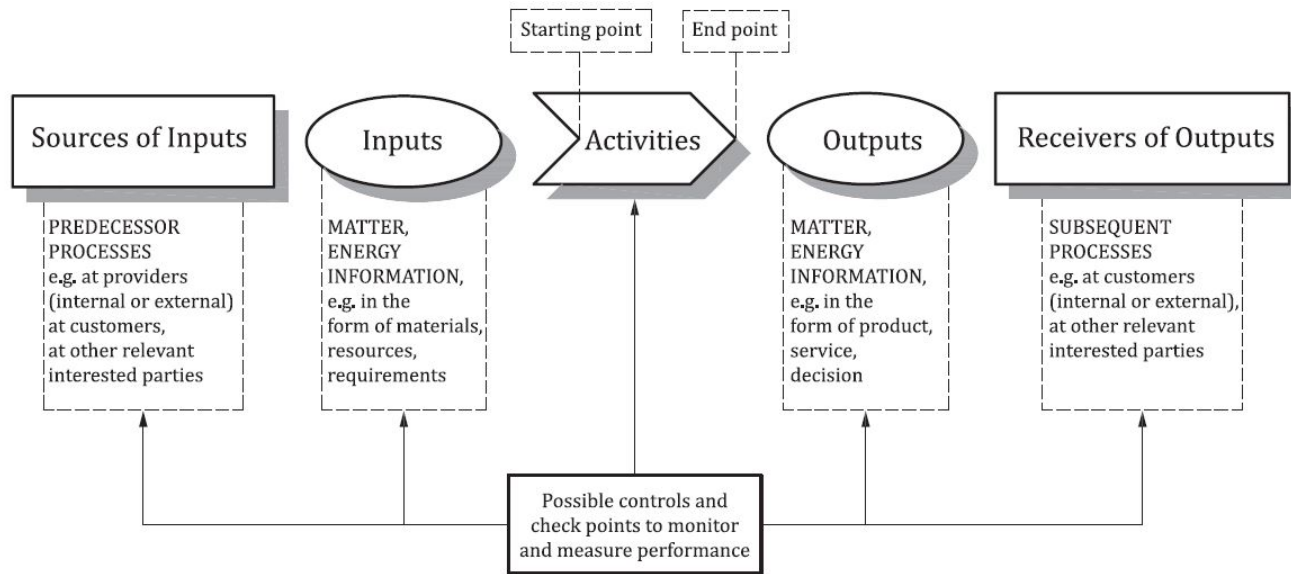 Starting point
End point
Sources of Inputs
Inputs
Activities
Outputs
Receivers of Outputs
PREDECESSOR
PROCESSES
e.g. at providers
(internal or external)
at customers,
at other relevant
interested parties
MATTER,
ENERGY
INFORMATION,
e.g. in the
form of materials,
resources,
requirements
MATTER,
ENERGY
INFORMATION,
e.g. in the
form of product,
service,
decision
SUBSEQUENT
PROCESSES
e.g. at customers
(internal or external),
at other relevant
interested parties
Possible controls and
check points to monitor
and measure performance